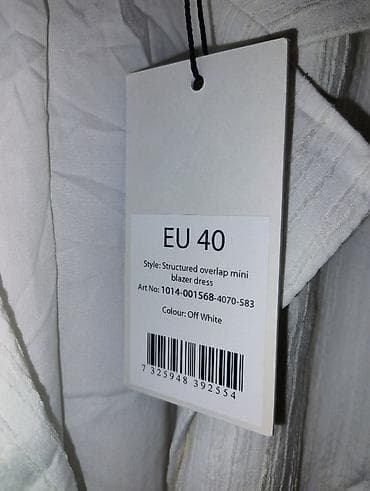 EU 40
Style: Structured overlap mini
blazer dress
Art No: 1014-001568-4070-583
Colour: Off White
7 325948 392554